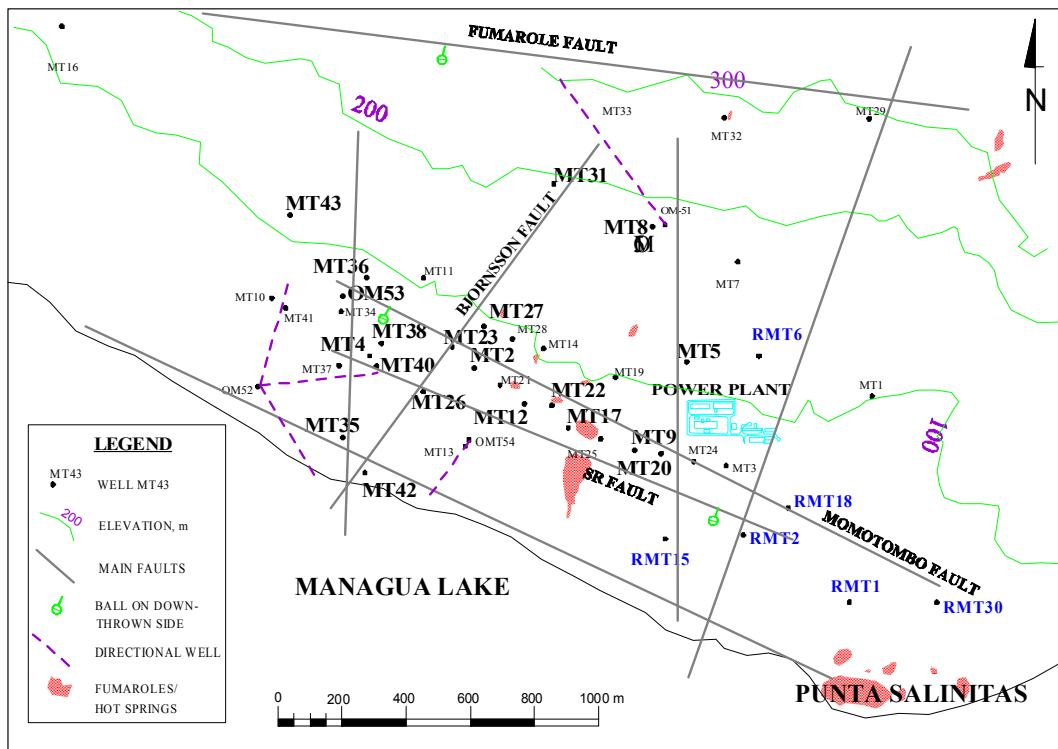 FUMAROLE FAULT
N
MT16
300
200
MT33
MT32
MT29
MT31
MT43
OM-51
MT8
OM
BJORNSSON FAULT
MT36
MT11
MT7
MT10
OM53
MT41
MT34
MT27
MT38
MT23
MT28
RMT6
MT4
MT14
MT2
MT5
MT37
MT40
MT19
OM52
MT21
MT22
POWER PLANT
MT1
MT26
MT12
MT17
100
MT35
OMT54
MT9
MT13
MT25
MT20
MT24
MT3
SR FAULT
MT42
RMT18
RMT2
MOMOTOMBO FAULT
RMT15
MANAGUA LAKE
RMT1
RMT30
PUNTA SALINITAS
LEGEND
MT43
WELL MT43
200
ELEVATION, m
MAIN FAULTS
BALL ON DOWN-
THROWN SIDE
DIRECTIONAL WELL
FUMAROLES/
HOT SPRINGS
0 200 400 600 1000 m